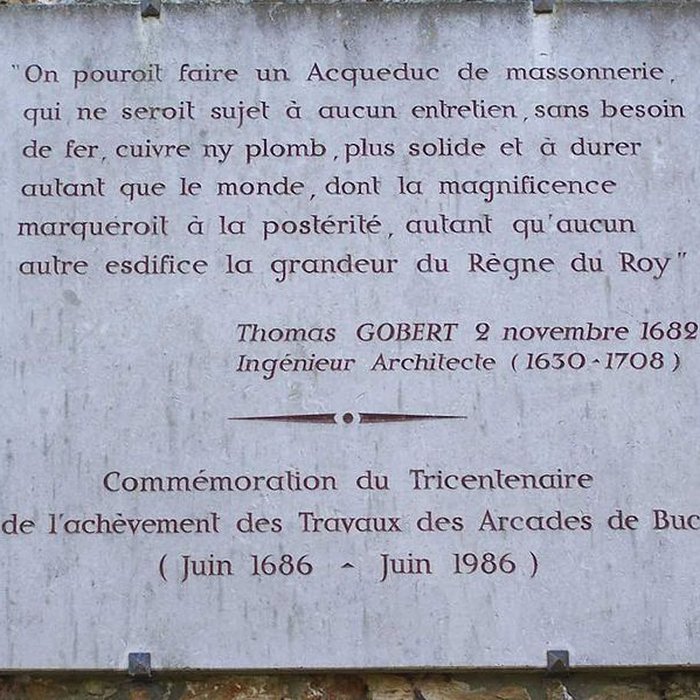 "On pouroit faire un Acqueduc de massonnerie,
qui ne seroit sujet à aucun entretien, sans besoin
de fer, cuivre ny plomb, plus solide et à durer
autant que le monde, dont la magnificence
marqueroit à la postérité, autant qu'aucun
autre esdifice la grandeur du Règne du Roy"
Thomas GOBERT 2 novembre 1682
Ingénieur Architecte (1630-1708)
Commémoration du Tricentenaire
de l'achèvement des Travaux des Arcades de Buc
(Juin 1686 - Juin 1986)